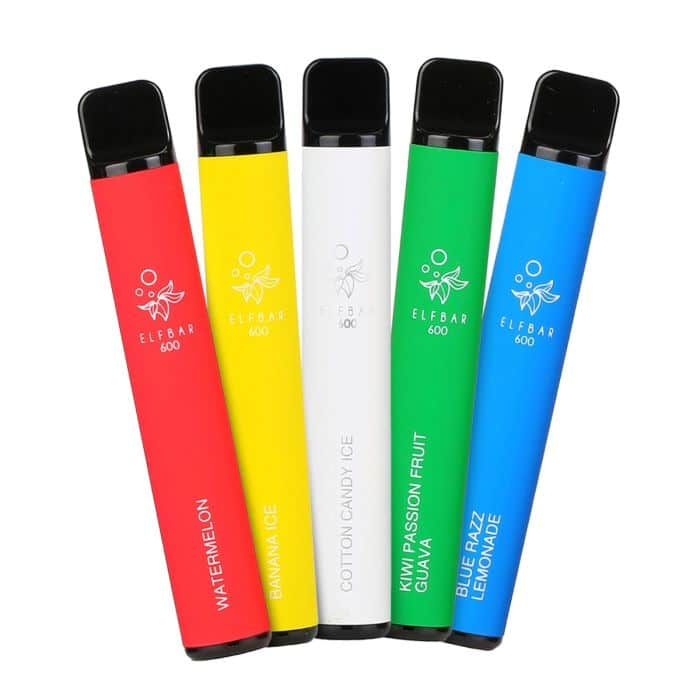 ELFBAR
600
WATERMELON
ELFBAR
600
BANANA ICE
ELFBAR
600
COTTON CANDY ICE
ELFBAR
600
KIWI PASSION FRUIT
GUAVA
ELFBAR
600
BLUE RAZZ
LEMONADE